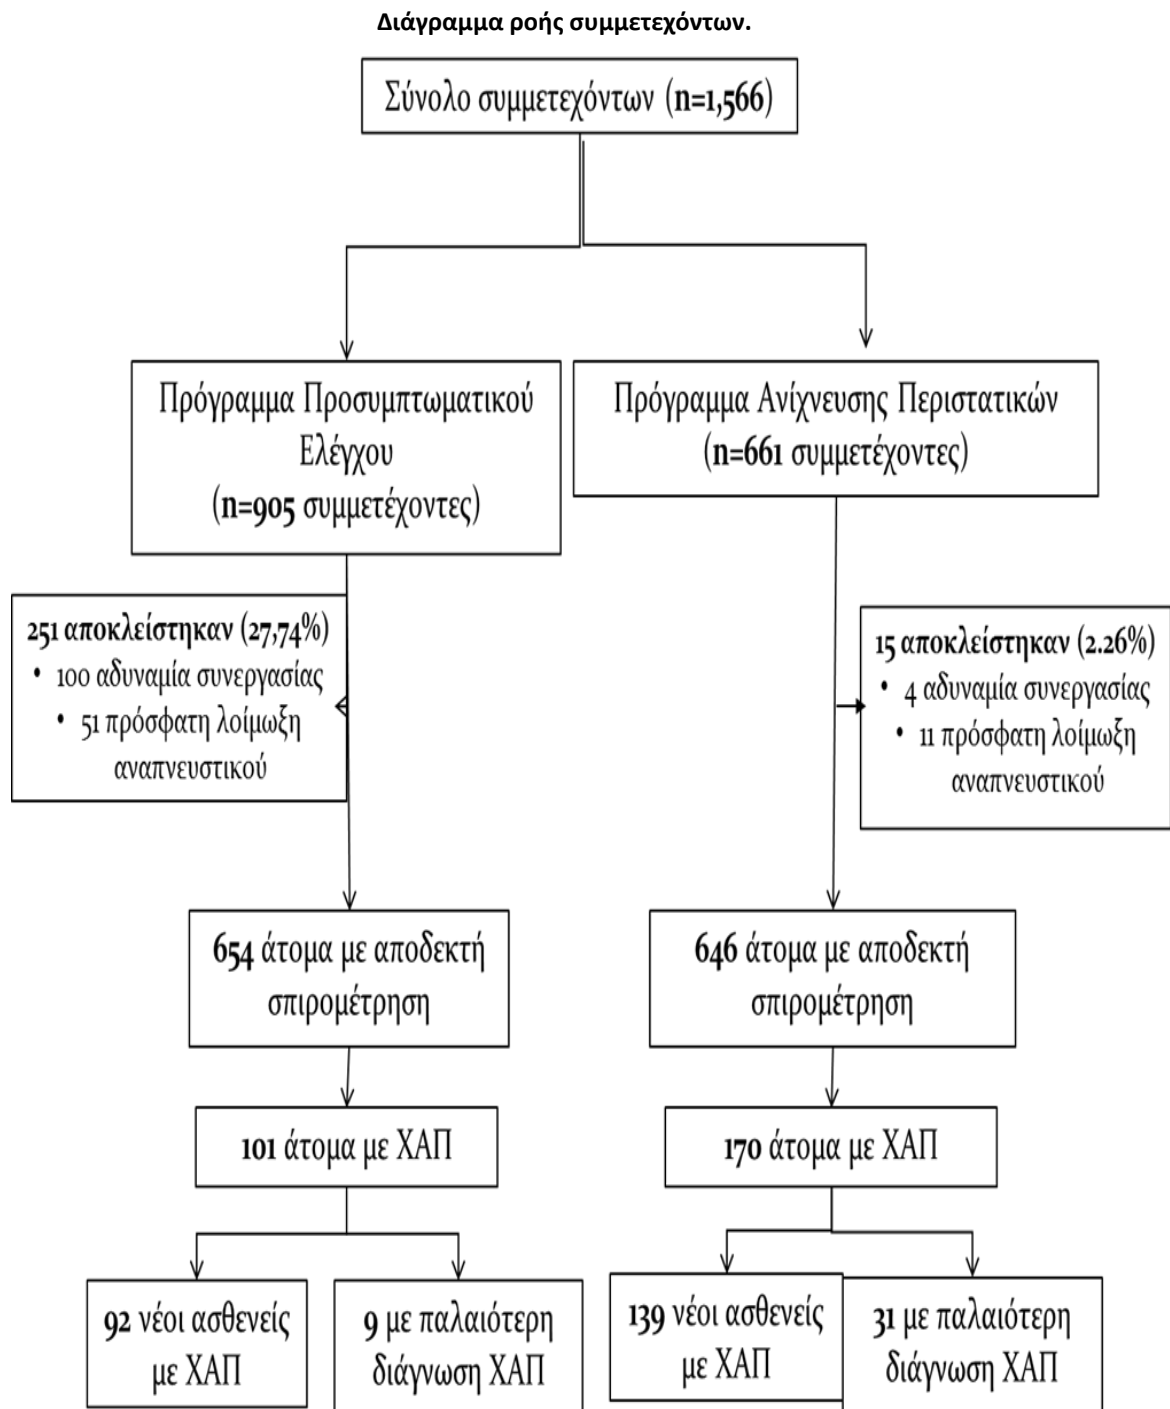 Διάγραμμα ροής συμμετεχόντων.
Σύνολο συμμετεχόντων (n=1,566)
Πρόγραμμα Προσυμπτωματικού
Ελέγχου
(n=905 συμμετέχοντες)
Πρόγραμμα Ανίχνευσης Περιστατικών
(n=661 συμμετέχοντες)
251 αποκλείστηκαν (27,74%)
• 100 αδυναμία συνεργασίας
• 51 πρόσφατη λοίμωξη
αναπνευστικού
15 αποκλείστηκαν (2.26%)
• 4 αδυναμία συνεργασίας
• 11 πρόσφατη λοίμωξη
αναπνευστικού
654 άτομα με αποδεκτή
σπιρομέτρηση
646 άτομα με αποδεκτή
σπιρομέτρηση
101 άτομα με ΧΑΠ
170 άτομα με ΧΑΠ
92 νέοι ασθενείς
με ΧΑΠ
9 με παλαιότερη
διάγνωση ΧΑΠ
139 νέοι ασθενείς
με ΧΑΠ
31 με παλαιότερη
διάγνωση ΧΑΠ